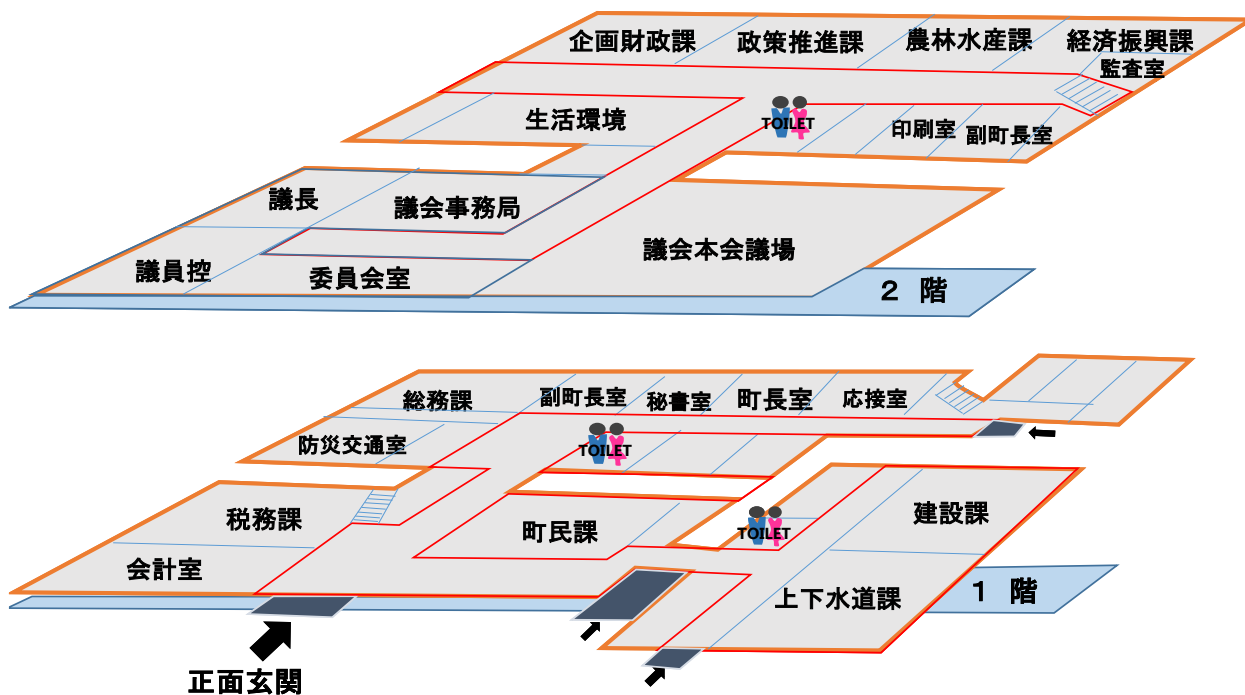 企画財政課
政策推進課
農林水産課
経済振興課
監査室
生活環境
TOILET
印刷室
副町長室
議長
議会事務局
議会本会議場
議員控
委員会室
２ 階
総務課
副町長室
秘書室
町長室
応接室
防災交通室
TOILET
税務課
町民課
TOILET
建設課
会計室
上下水道課
１ 階
正面玄関